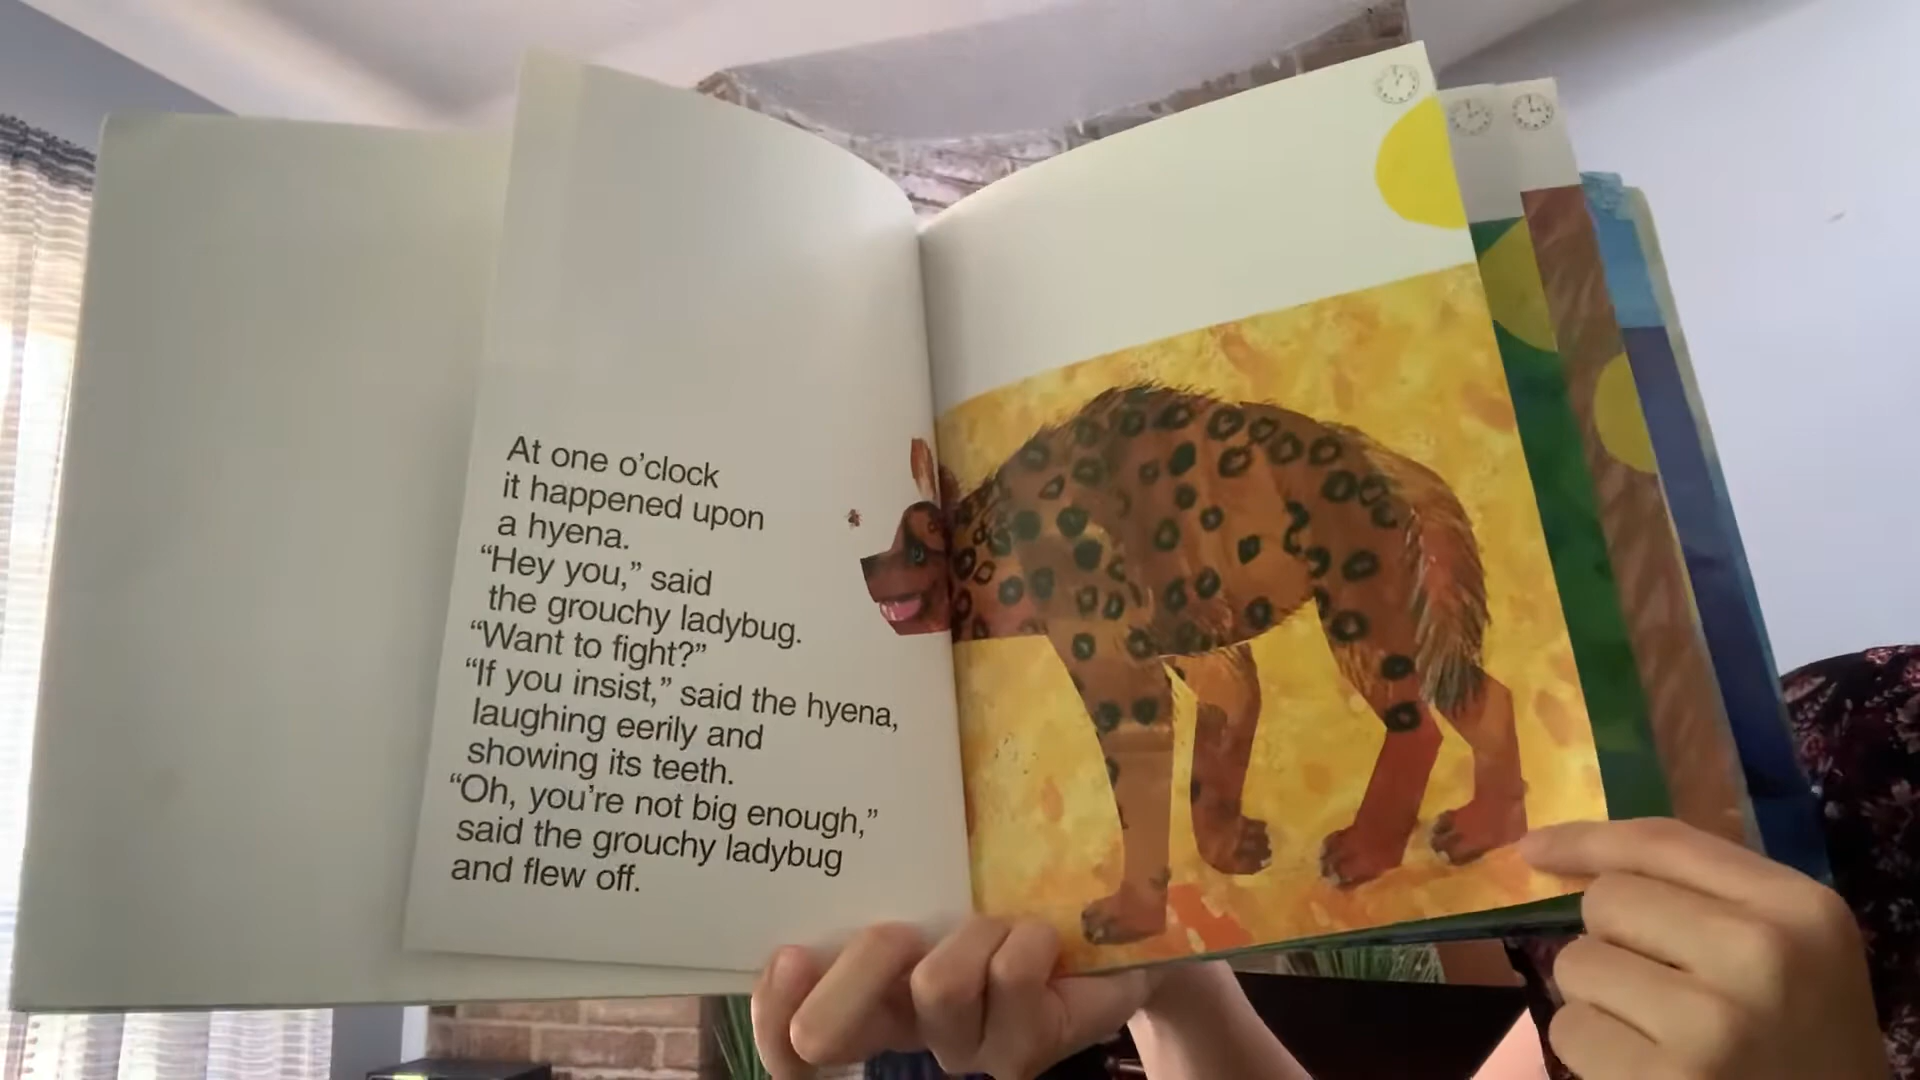 At one o’clock
it happened upon
a hyena.
“Hey you,” said
the grouchy ladybug.
“Want to fight?”
“If you insist,” said the hyena,
laughing eerily and
showing its teeth.
“Oh, you’re not big enough,”
said the grouchy ladybug
and flew off.